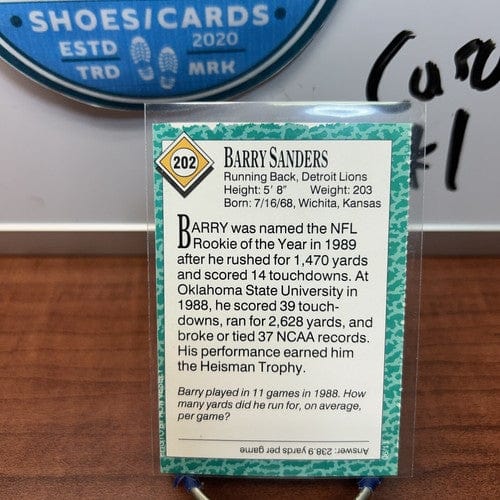 SHOES/CARDS
ESTD 2020
TRD MRK
Card
#1
202
BARRY SANDERS
Running Back, Detroit Lions
Height: 5' 8" Weight: 203
Born: 7/16/68, Wichita, Kansas
BARRY was named the NFL
Rookie of the Year in 1989
after he rushed for 1,470 yards
and scored 14 touchdowns. At
Oklahoma State University in
1988, he scored 39 touch-
downs, ran for 2,628 yards, and
broke or tied 37 NCAA records.
His performance earned him
the Heisman Trophy.
Barry played in 11 games in 1988. How
many yards did he run for, on average,
per game?
Answer: 238.9 yards per game